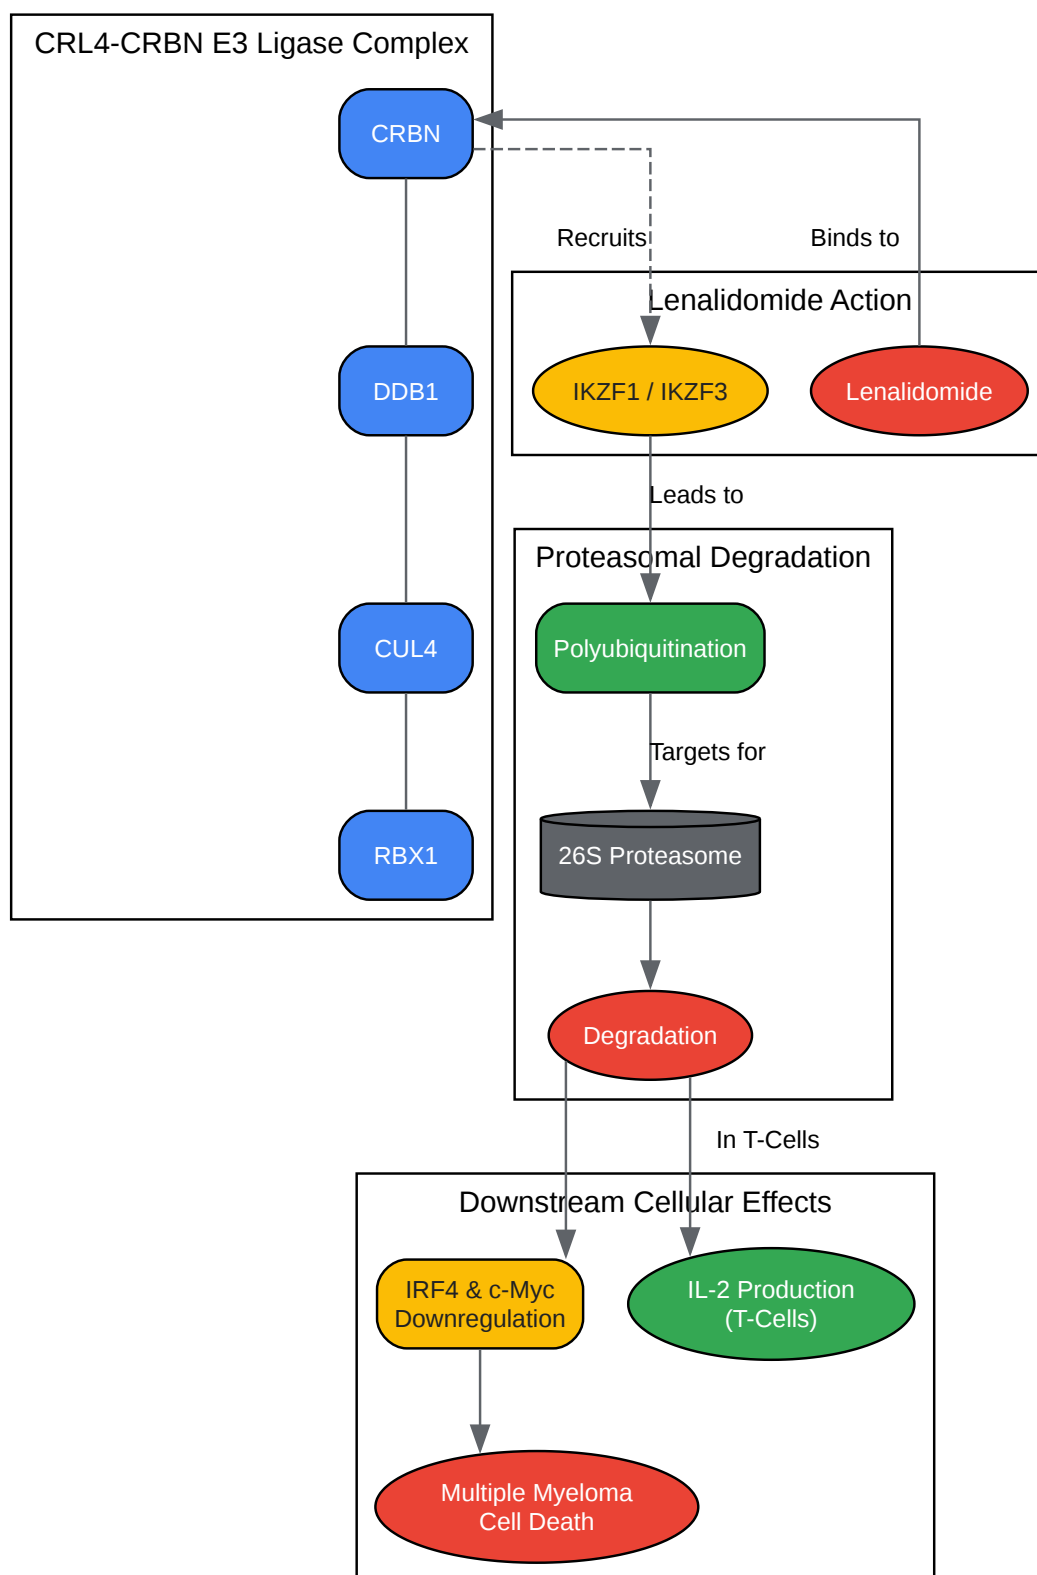 CRL4-CRBN E3 Ligase Complex
CRBN
Recruits
Binds to
Lenalidomide Action
DDB1
IKZF1 / IKZF3
Lenalidomide
Leads to
Proteasomal Degradation
CUL4
Polyubiquitination
Targets for
RBX1
26S Proteasome
Degradation
In T-Cells
Downstream Cellular Effects
IRF4 & c-Myc
Downregulation
IL-2 Production
(T-Cells)
Multiple Myeloma
Cell Death